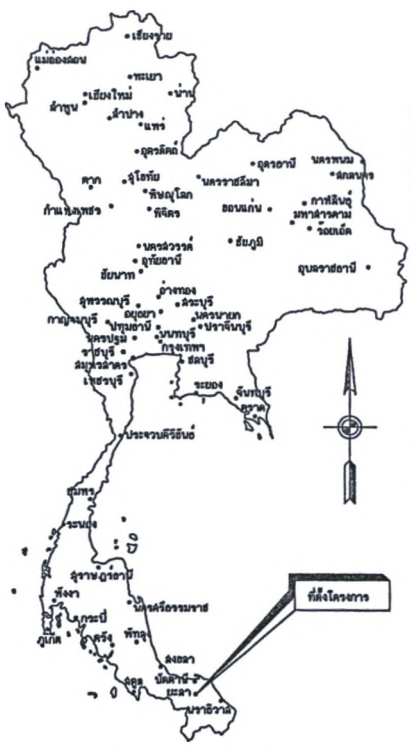 เชียงราย
แม่ฮ่องสอน
พะเยา
เชียงใหม่
น่าน
ลำพูน
ลำปาง
แพร่
อุตรดิตถ์
อุดรธานี
นครพนม
สกลนคร
ตาก
สุโขทัย
นครราชสีมา
พิษณุโลก
กำแพงเพชร
พิจิตร
ขอนแก่น
กาฬสินธุ์
มหาสารคาม
ร้อยเอ็ด
นครสวรรค์
ชัยภูมิ
อุทัยธานี
ชัยนาท
อุบลราชธานี
อ่างทอง
สุพรรณบุรี
สระบุรี
อยุธยา
นครนายก
กาญจนบุรี
ปทุมธานี
ปราจีนบุรี
นครปฐม
นนทบุรี
กรุงเทพฯ
ราชบุรี
ชลบุรี
สมุทรสาคร
เพชรบุรี
ระยอง
จันทบุรี
ตราด
ประจวบคีรีขันธ์
ชุมพร
ระนอง
สุราษฎร์ธานี
พังงา
นครศรีธรรมราช
ที่ตั้งโครงการ
กระบี่
ภูเก็ต
ตรัง
พัทลุง
สงขลา
ปัตตานี
สตูล
ยะลา
นราธิวาส